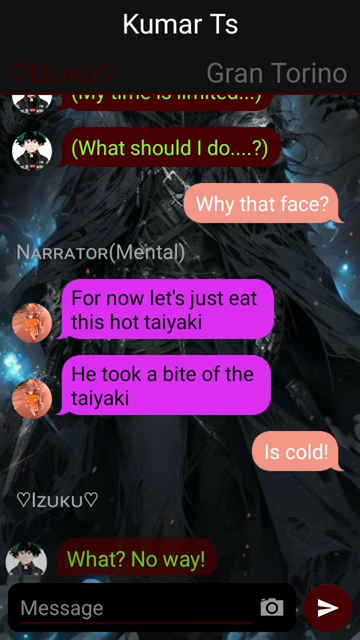 Kumar Ts
♡Izuku♡ Gran Torino
(My time is limited...)
(What should I do....?)
Why that face?
Narrator(Mental)
For now let's just eat
this hot taiyaki
He took a bite of the
taiyaki
Is cold!
♡Izuku♡
What? No way!
Message